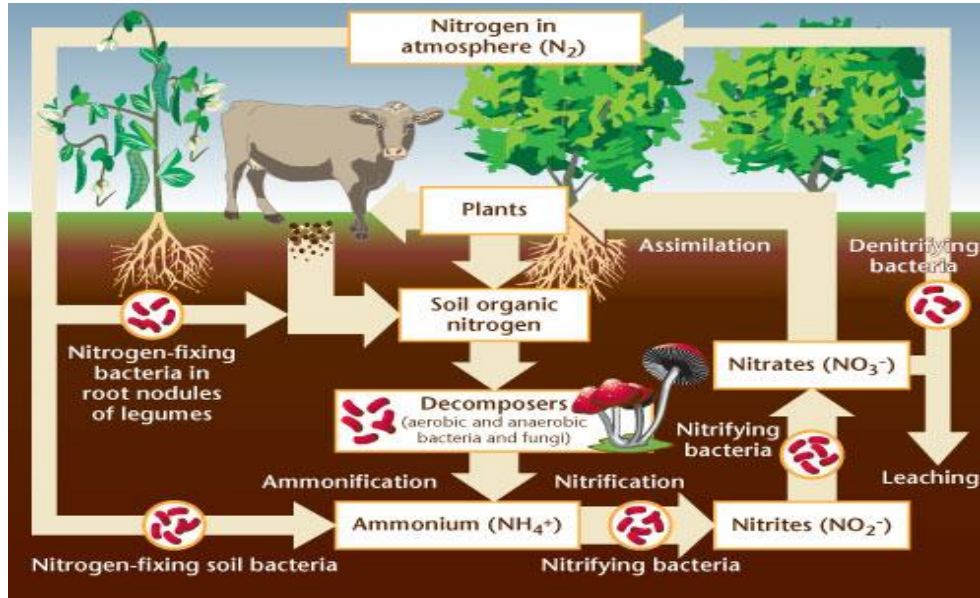 Nitrogen in
atmosphere (N₂)
Plants
Assimilation
Denitrifying
bacteria
Soil organic
nitrogen
Nitrogen-fixing
bacteria in
root nodules
of legumes
Nitrates (NO₃⁻)
Decomposers
(aerobic and anaerobic
bacteria and fungi)
Nitrifying
bacteria
Leaching
Ammonification
Nitrification
Ammonium (NH₄⁺)
Nitrites (NO₂⁻)
Nitrogen-fixing soil bacteria
Nitrifying bacteria